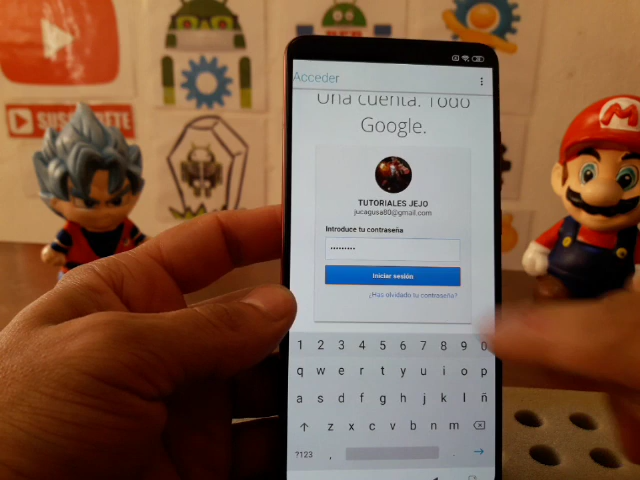 SUSCRÍBETE
Acceder
Una cuenta. Todo
Google.
TUTORIALES JEJO
jucagusa80@gmail.com
Introduce tu contraseña
•••••••••
Iniciar sesión
¿Has olvidado tu contraseña?
1 2 3 4 5 6 7 8 9 0
q w e r t y u i o p
a s d f g h j k l ñ
z x c v b n m
?123 , .
M